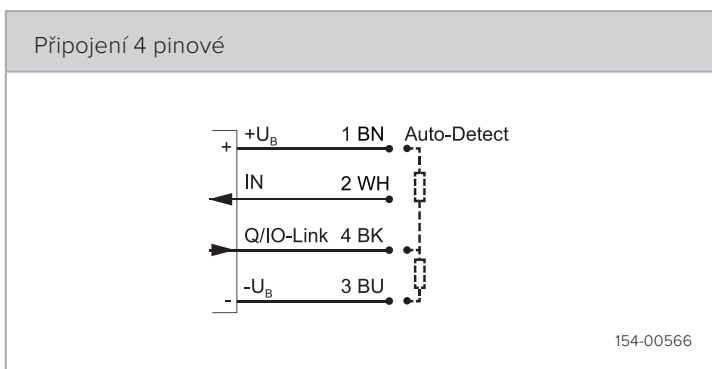 Připojení 4 pinové
+U_B 1 BN Auto-Detect
+
IN 2 WH
Q/IO-Link 4 BK
-U_B 3 BU
-
154-00566